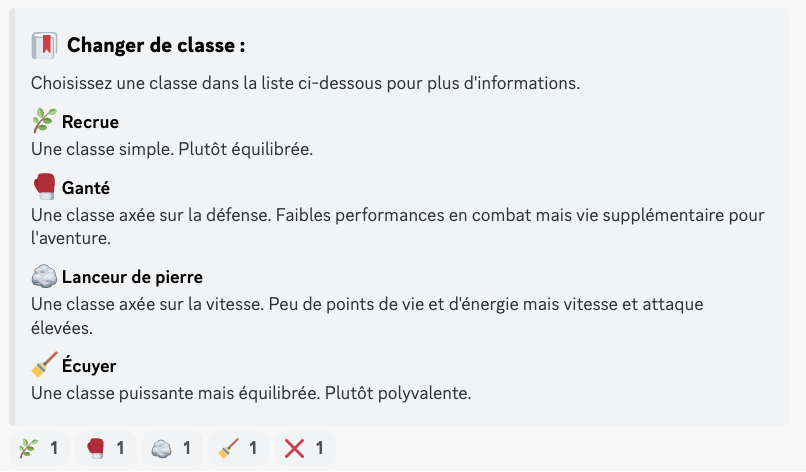 Changer de classe :
Choisissez une classe dans la liste ci-dessous pour plus d'informations.
Recrue
Une classe simple. Plutôt équilibrée.
Ganté
Une classe axée sur la défense. Faibles performances en combat mais vie supplémentaire pour
l'aventure.
Lanceur de pierre
Une classe axée sur la vitesse. Peu de points de vie et d'énergie mais vitesse et attaque
élevées.
Écuyer
Une classe puissante mais équilibrée. Plutôt polyvalente.
1 1 1 1 1